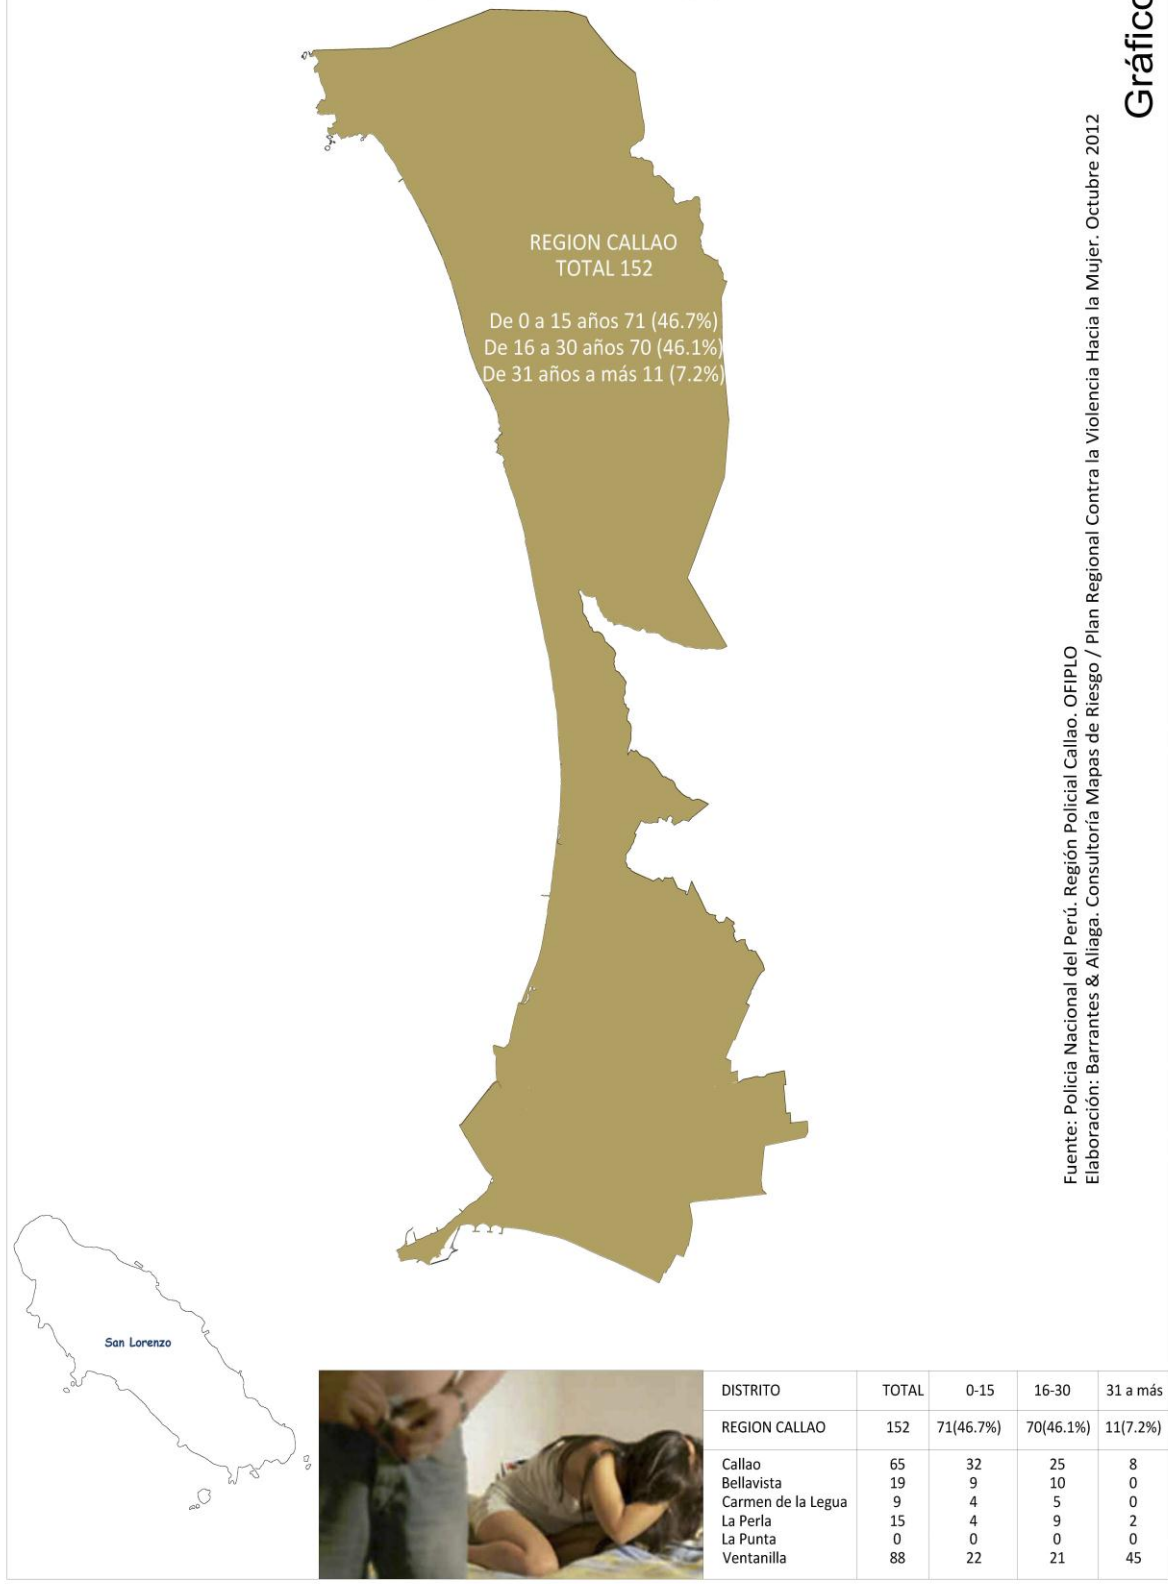 Gráfico
REGION CALLAO
TOTAL 152
De 0 a 15 años 71 (46.7%)
De 16 a 30 años 70 (46.1%)
De 31 años a más 11 (7.2%)
Fuente: Policia Nacional del Perú. Región Policial Callao. OFIPLO
Elaboración: Barrantes & Aliaga. Consultoría Mapas de Riesgo / Plan Regional Contra la Violencia Hacia la Mujer. Octubre 2012
San Lorenzo
DISTRITO TOTAL 0-15 16-30 31 a más
REGION CALLAO 152 71(46.7%) 70(46.1%) 11(7.2%)
Callao 65 32 25 8
Bellavista 19 9 10 0
Carmen de la Legua 9 4 5 0
La Perla 15 4 9 2
La Punta 0 0 0 0
Ventanilla 88 22 21 45